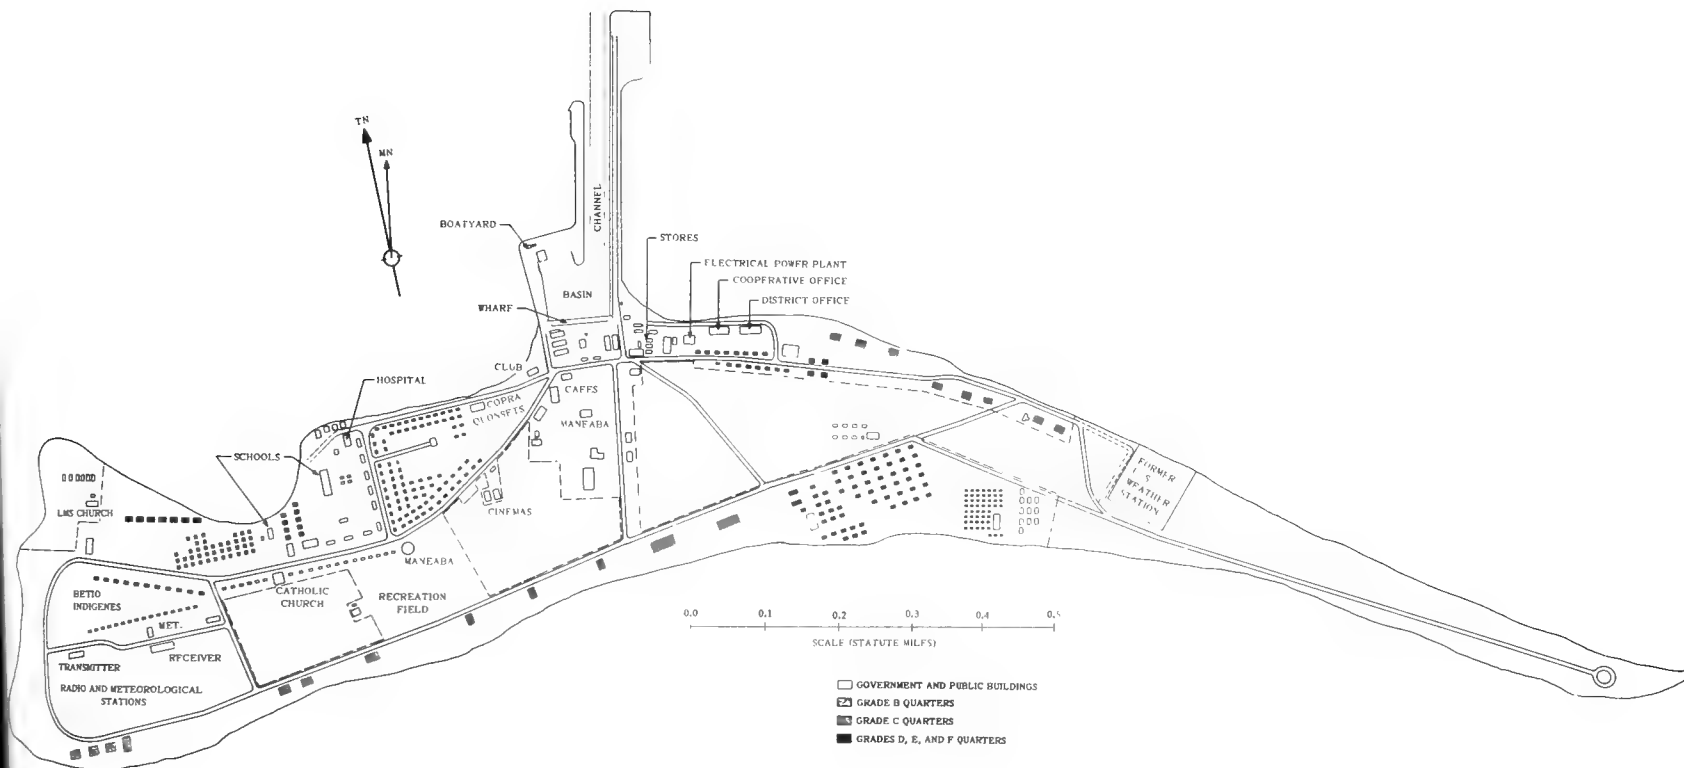 TN
MN
BOATYARD
CHANNEL
STORES
ELECTRICAL POWER PLANT
COOPERATIVE OFFICE
DISTRICT OFFICE
BASIN
WHARF
CLUB
HOSPITAL
CAFES
COPRA
QUONSETS
MANEABA
SCHOOLS
FORMER
WEATHER
STATION
LMS CHURCH
CINEMAS
MANEABA
BETIO
INDIGENES
CATHOLIC
CHURCH
RECREATION
FIELD
MET.
RECEIVER
TRANSMITTER
RADIO AND METEOROLOGICAL
STATIONS
0.0 0.1 0.2 0.3 0.4 0.5
SCALE (STATUTE MILES)
GOVERNMENT AND PUBLIC BUILDINGS
GRADE B QUARTERS
GRADE C QUARTERS
GRADES D, E, AND F QUARTERS